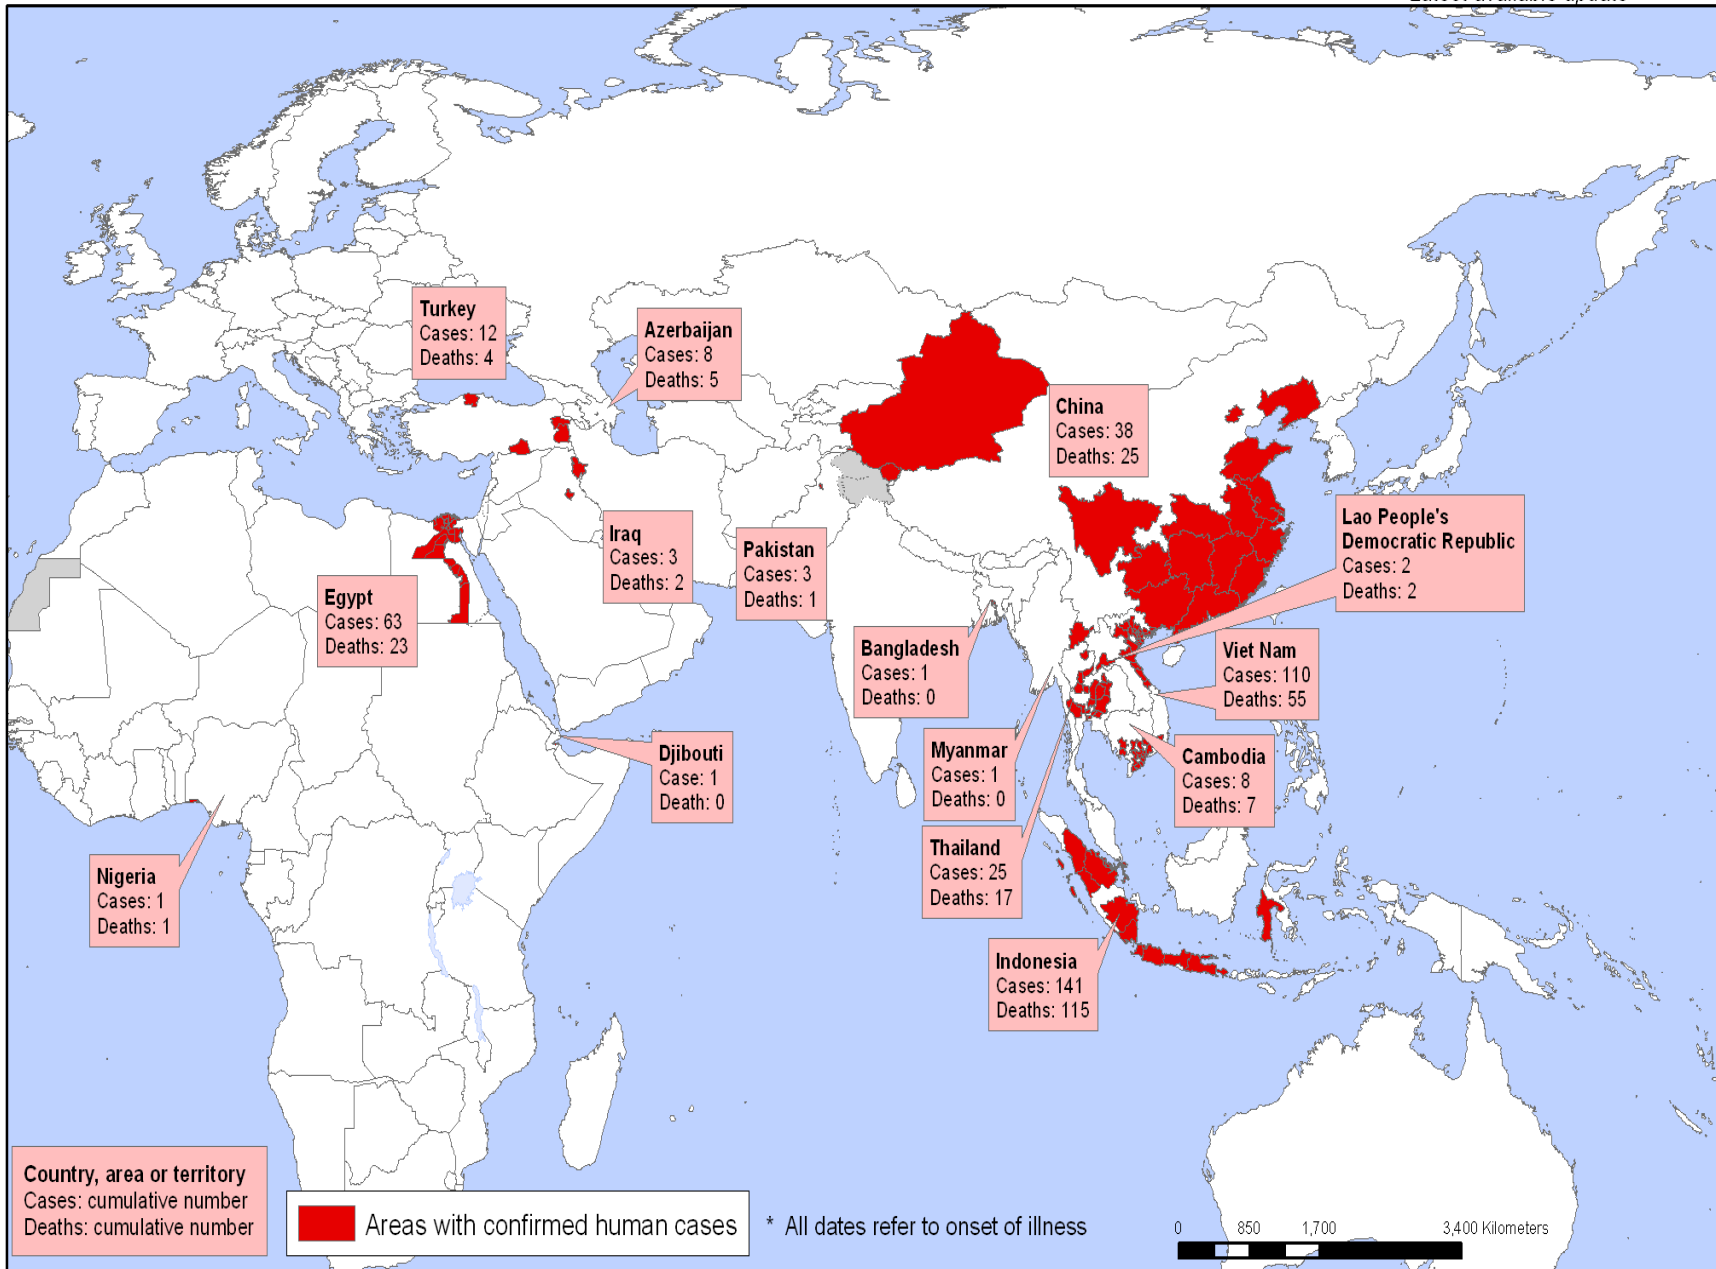 Latest available update
Turkey
Cases: 12
Deaths: 4
Azerbaijan
Cases: 8
Deaths: 5
China
Cases: 38
Deaths: 25
Lao People's
Democratic Republic
Cases: 2
Deaths: 2
Iraq
Cases: 3
Deaths: 2
Pakistan
Cases: 3
Deaths: 1
Egypt
Cases: 63
Deaths: 23
Bangladesh
Cases: 1
Deaths: 0
Viet Nam
Cases: 110
Deaths: 55
Djibouti
Case: 1
Death: 0
Myanmar
Cases: 1
Deaths: 0
Cambodia
Cases: 8
Deaths: 7
Thailand
Cases: 25
Deaths: 17
Nigeria
Cases: 1
Deaths: 1
Indonesia
Cases: 141
Deaths: 115
Country, area or territory
Cases: cumulative number
Deaths: cumulative number
Areas with confirmed human cases
* All dates refer to onset of illness
0 850 1,700 3,400 Kilometers